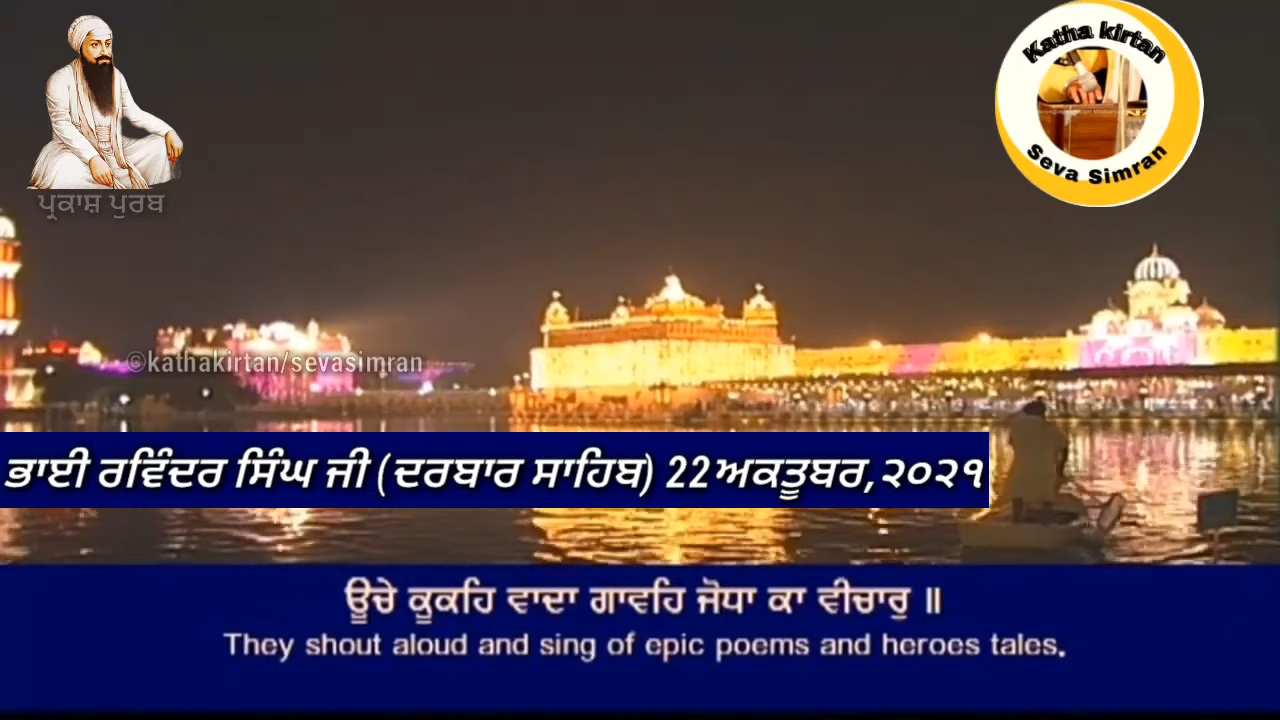 Katha kirtan
Seva Simran
ਪ੍ਰਕਾਸ਼ ਪੁਰਬ
©kathakirtan/sevasimran
ਭਾਈ ਰਵਿੰਦਰ ਸਿੰਘ ਜੀ (ਦਰਬਾਰ ਸਾਹਿਬ) 22ਅਕਤੂਬਰ,੨੦੨੧
ਊਚੇ ਕੂਕਹਿ ਵਾਦਾ ਗਾਵਹਿ ਜੋਧਾ ਕਾ ਵੀਚਾਰੁ ॥
They shout aloud and sing of epic poems and heroes tales.